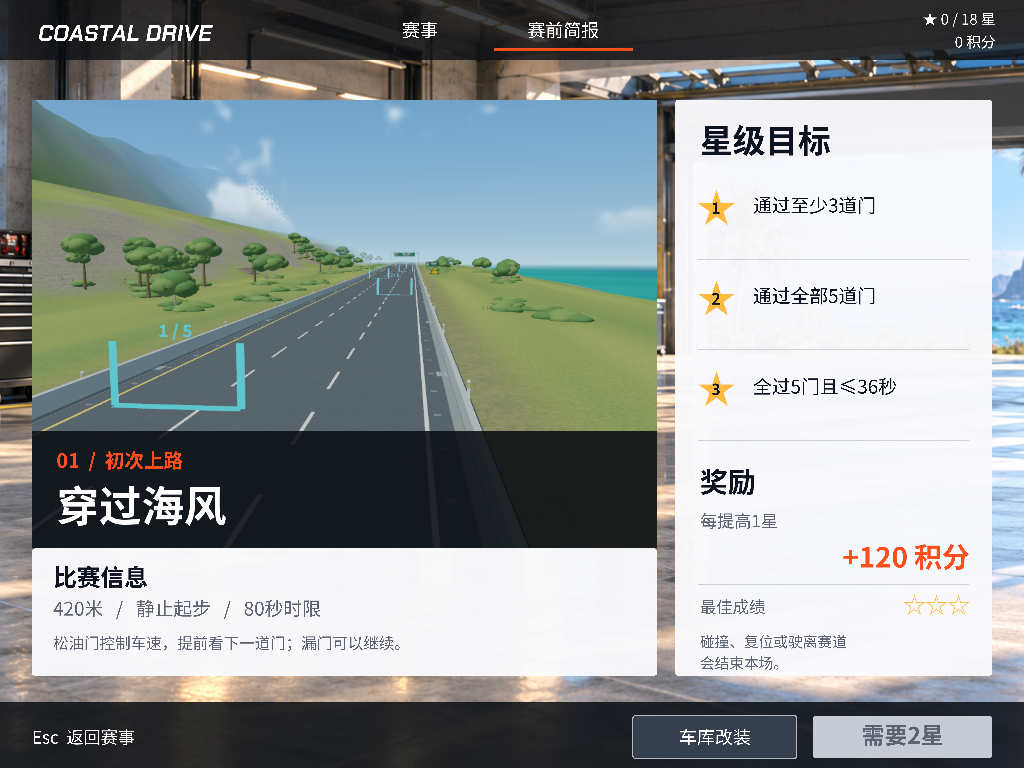 COASTAL DRIVE
赛事
赛前简报
★ 0 / 18 星
0 积分
1 / 5
01 / 初次上路
穿过海风
比赛信息
420米 / 静止起步 / 80秒时限
松油门控制车速，提前看下一道门；漏门可以继续。
星级目标
1 通过至少3道门
2 通过全部5道门
3 全过5门且≤36秒
奖励
每提高1星
+120 积分
最佳成绩 ☆☆☆
碰撞、复位或驶离赛道
会结束本场。
Esc 返回赛事
车库改装
需要2星